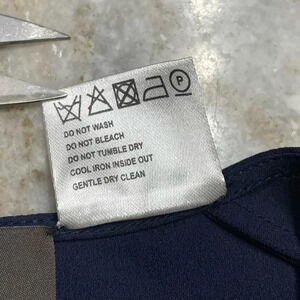 P
DO NOT WASH
DO NOT BLEACH
DO NOT TUMBLE DRY
COOL IRON INSIDE OUT
GENTLE DRY CLEAN